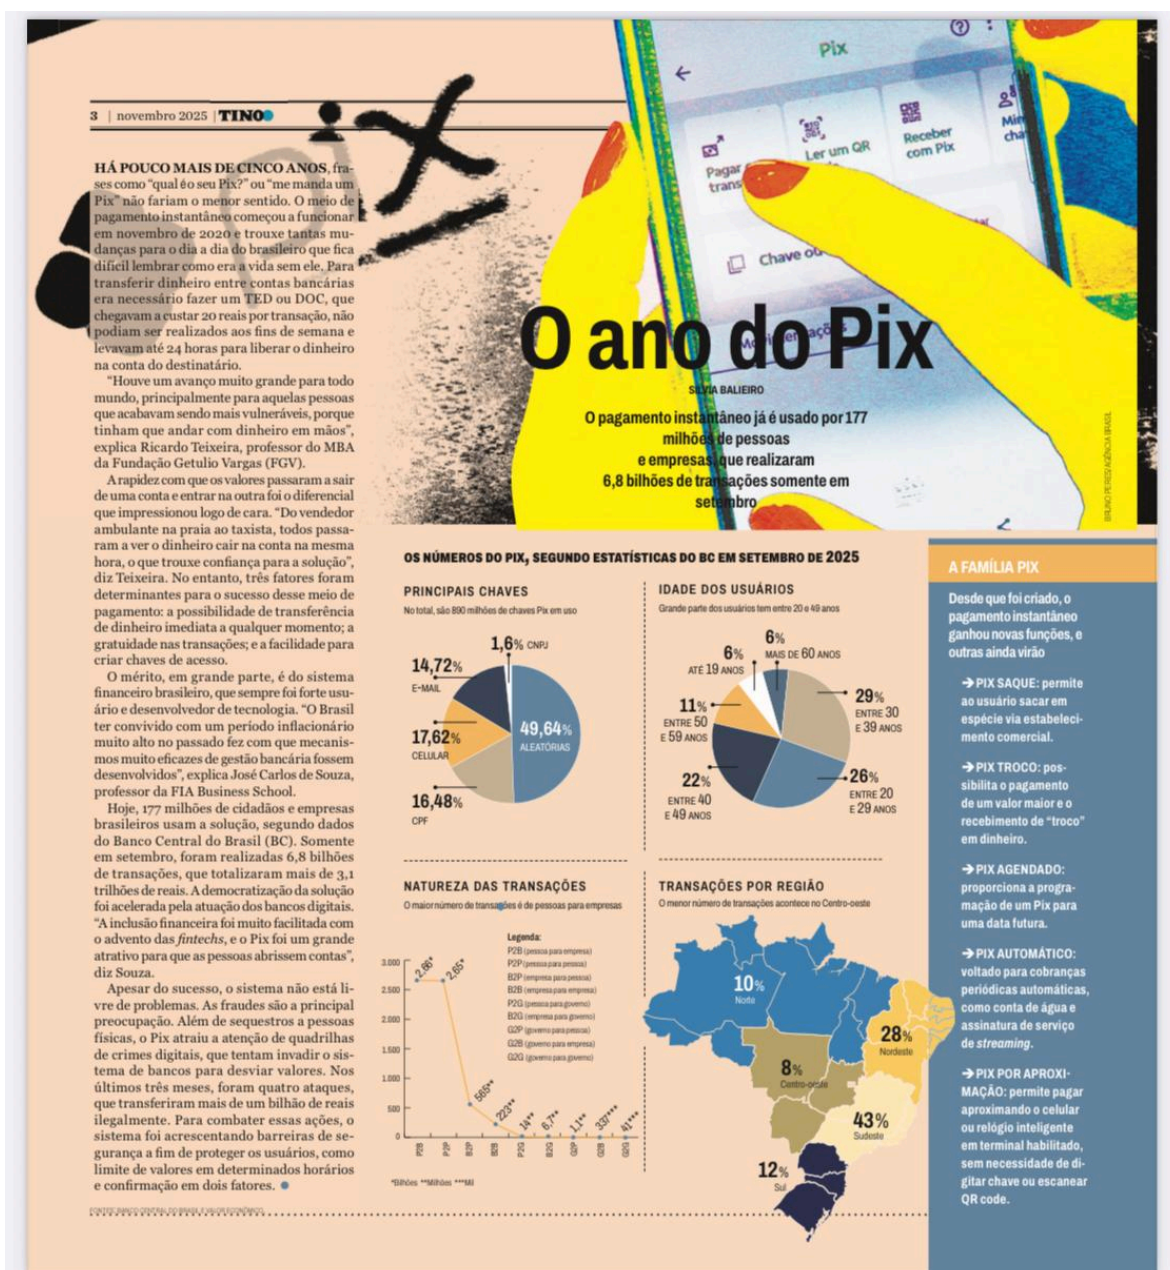 3 | novembro 2025 | TINO
Pix
Pix
Pagar
trans
Ler um QR
Receber
com Pix
Min
cha
Chave ou
HÁ POUCO MAIS DE CINCO ANOS, fra-
ses como “qual é o seu Pix?” ou “me manda um
Pix” não fariam o menor sentido. O meio de
pagamento instantâneo começou a funcionar
em novembro de 2020 e trouxe tantas mu-
danças para o dia a dia do brasileiro que fica
difícil lembrar como era a vida sem ele. Para
transferir dinheiro entre contas bancárias
era necessário fazer um TED ou DOC, que
chegavam a custar 20 reais por transação, não
podiam ser realizados aos fins de semana e
levavam até 24 horas para liberar o dinheiro
na conta do destinatário.
“Houve um avanço muito grande para todo
mundo, principalmente para aquelas pessoas
que acabavam sendo mais vulneráveis, porque
tinham que andar com dinheiro em mãos”,
explica Ricardo Teixeira, professor do MBA
da Fundação Getulio Vargas (FGV).
A rapidez com que os valores passaram a sair
de uma conta e entrar na outra foi o diferencial
que impressionou logo de cara. “Do vendedor
ambulante na praia ao taxista, todos passa-
ram a ver o dinheiro cair na conta na mesma
hora, o que trouxe confiança para a solução”,
diz Teixeira. No entanto, três fatores foram
determinantes para o sucesso desse meio de
pagamento: a possibilidade de transferência
de dinheiro imediata a qualquer momento; a
gratuidade nas transações; e a facilidade para
criar chaves de acesso.
O mérito, em grande parte, é do sistema
financeiro brasileiro, que sempre foi forte usu-
ário e desenvolvedor de tecnologia. “O Brasil
ter convivido com um período inflacionário
muito alto no passado fez com que mecanis-
mos muito eficazes de gestão bancária fossem
desenvolvidos”, explica José Carlos de Souza,
professor da FIA Business School.
Hoje, 177 milhões de cidadãos e empresas
brasileiros usam a solução, segundo dados
do Banco Central do Brasil (BC). Somente
em setembro, foram realizadas 6,8 bilhões
de transações, que totalizaram mais de 3,1
trilhões de reais. A democratização da solução
foi acelerada pela atuação dos bancos digitais.
“A inclusão financeira foi muito facilitada com
o advento das fintechs, e o Pix foi um grande
atrativo para que as pessoas abrissem contas”,
diz Souza.
Apesar do sucesso, o sistema não está li-
vre de problemas. As fraudes são a principal
preocupação. Além de sequestros a pessoas
físicas, o Pix atraiu a atenção de quadrilhas
de crimes digitais, que tentam invadir o sis-
tema de bancos para desviar valores. Nos
últimos três meses, foram quatro ataques,
que transferiram mais de um bilhão de reais
ilegalmente. Para combater essas ações, o
sistema foi acrescentando barreiras de se-
gurança a fim de proteger os usuários, como
limite de valores em determinados horários
e confirmação em dois fatores.
FONTES: BANCO CENTRAL DO BRASIL E VALOR ECONÔMICO.
O ano do Pix
Movimentações
SILVIA BALIEIRO
O pagamento instantâneo já é usado por 177
milhões de pessoas
e empresas, que realizaram
6,8 bilhões de transações somente em
setembro
BRUNO PERES/AGÊNCIA BRASIL
OS NÚMEROS DO PIX, SEGUNDO ESTATÍSTICAS DO BC EM SETEMBRO DE 2025
PRINCIPAIS CHAVES
No total, são 890 milhões de chaves Pix em uso
1,6% CNPJ
14,72%
E-MAIL
17,62%
CELULAR
16,48%
CPF
49,64%
ALEATÓRIAS
IDADE DOS USUÁRIOS
Grande parte dos usuários tem entre 20 e 49 anos
6%
MAIS DE 60 ANOS
6%
ATÉ 19 ANOS
11%
ENTRE 50
E 59 ANOS
22%
ENTRE 40
E 49 ANOS
29%
ENTRE 30
E 39 ANOS
26%
ENTRE 20
E 29 ANOS
NATUREZA DAS TRANSAÇÕES
O maior número de transações é de pessoas para empresas
Legenda:
P2B (pessoa para empresa)
P2P (pessoa para pessoa)
B2P (empresa para pessoa)
B2B (empresa para empresa)
P2G (pessoa para governo)
B2G (empresa para governo)
G2P (governo para pessoa)
G2B (governo para empresa)
G2G (governo para governo)
3.000
2.500
2.000
1.500
1.000
500
0
2,66*
2,65*
565**
223**
14**
6,7**
1,1**
337***
41***
P2B
P2P
B2P
B2B
P2G
B2G
G2P
G2B
G2G
*Bilhões **Milhões ***Mil
TRANSAÇÕES POR REGIÃO
O menor número de transações acontece no Centro-oeste
10%
Norte
28%
Nordeste
8%
Centro-oeste
43%
Sudeste
12%
Sul
A FAMÍLIA PIX
Desde que foi criado, o
pagamento instantâneo
ganhou novas funções, e
outras ainda virão
→PIX SAQUE: permite
ao usuário sacar em
espécie via estabeleci-
mento comercial.
→PIX TROCO: pos-
sibilita o pagamento
de um valor maior e o
recebimento de “troco”
em dinheiro.
→PIX AGENDADO:
proporciona a progra-
mação de um Pix para
uma data futura.
→PIX AUTOMÁTICO:
voltado para cobranças
periódicas automáticas,
como conta de água e
assinatura de serviço
de streaming.
→PIX POR APROXI-
MAÇÃO: permite pagar
aproximando o celular
ou relógio inteligente
em terminal habilitado,
sem necessidade de di-
gitar chave ou escanear
QR code.